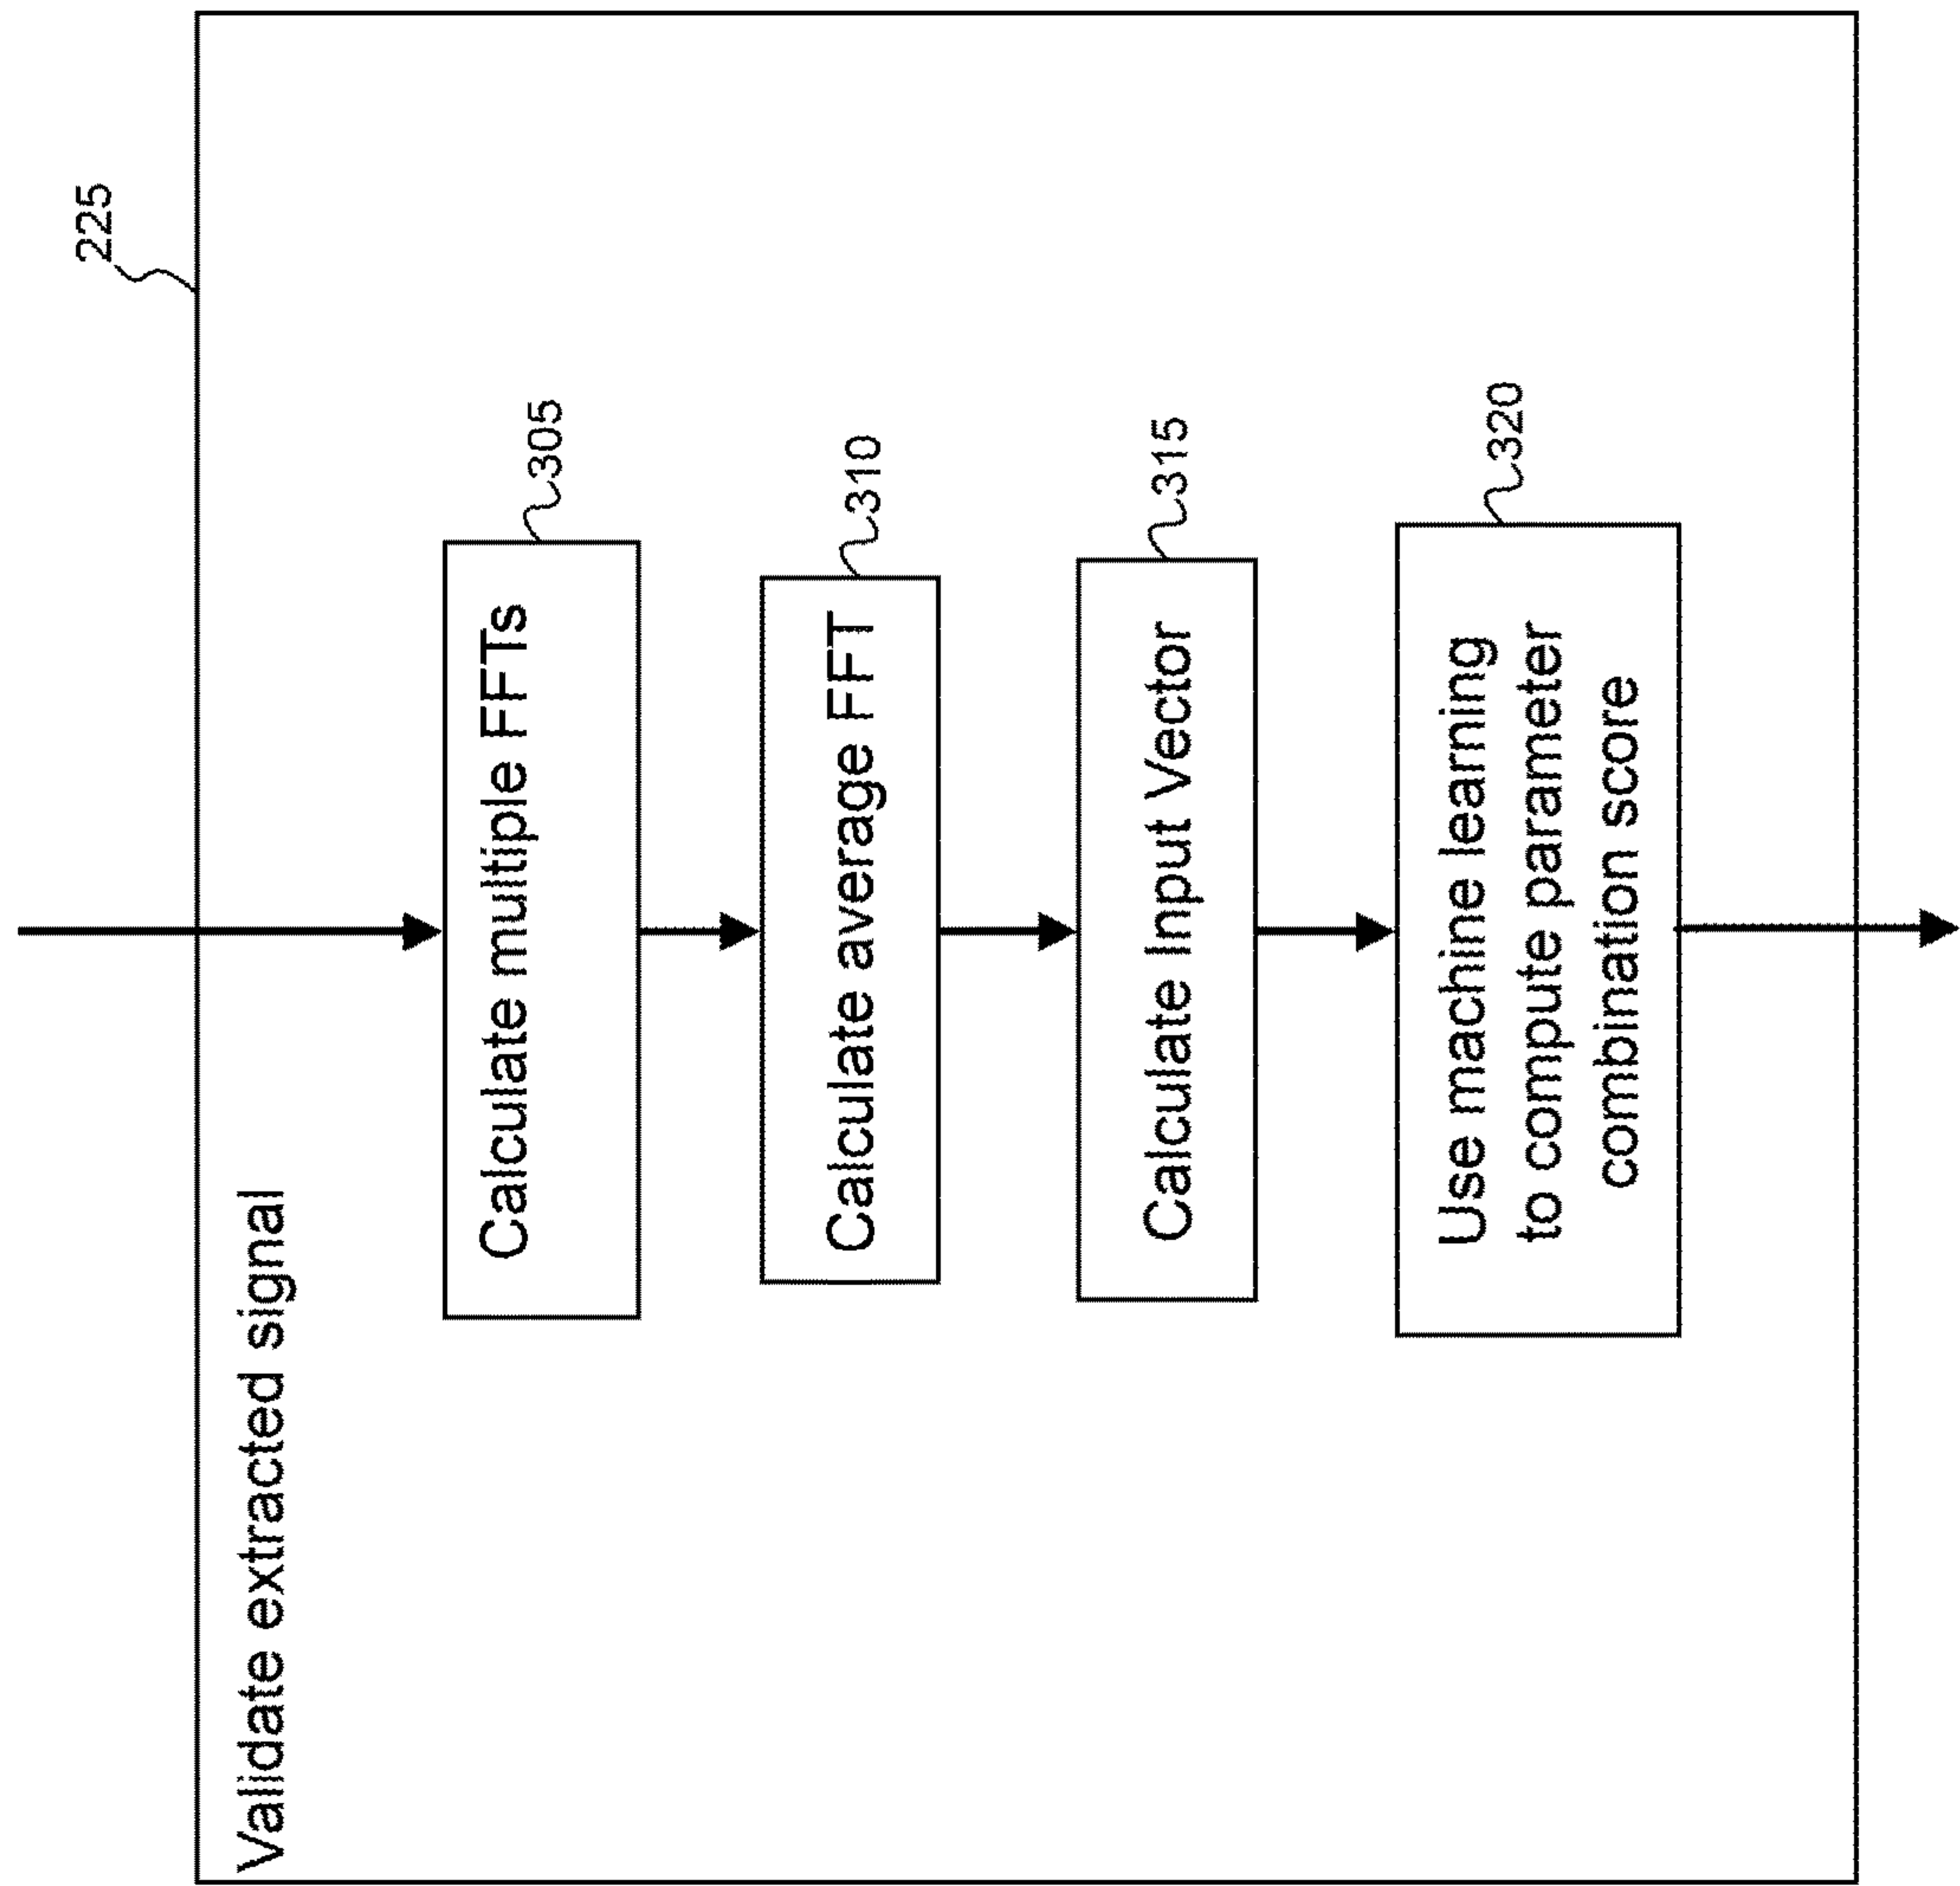 225
Validate extracted signal
Calculate multiple FFTs
305
Calculate average FFT
310
Calculate Input Vector
315
Use machine learning
to compute parameter
combination score
320